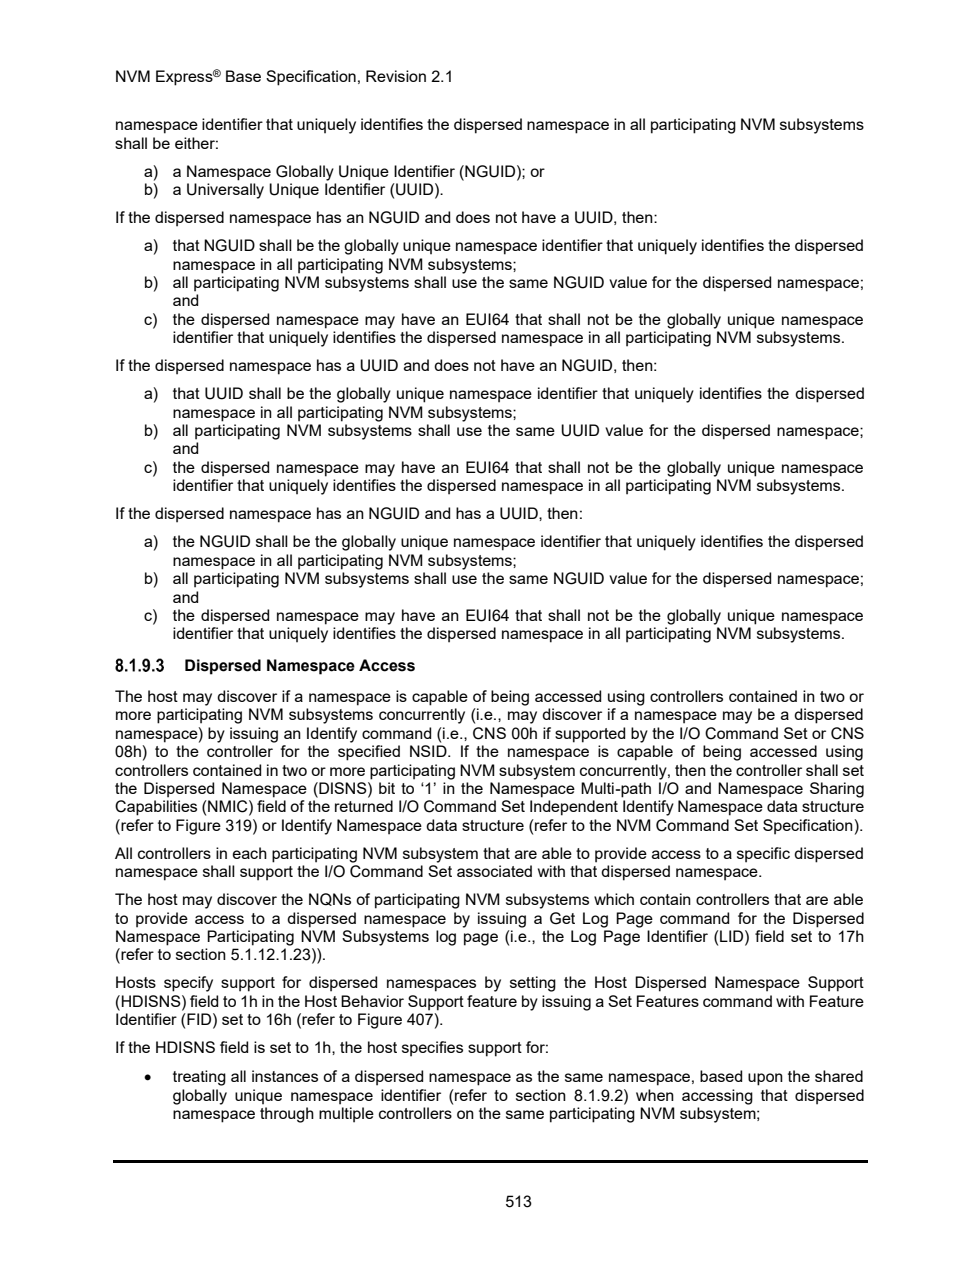 NVM Express® Base Specification, Revision 2.1
namespace identifier that uniquely identifies the dispersed namespace in all participating NVM subsystems
shall be either:
a) a Namespace Globally Unique Identifier (NGUID); or
b) a Universally Unique Identifier (UUID).
If the dispersed namespace has an NGUID and does not have a UUID, then:
a) that NGUID shall be the globally unique namespace identifier that uniquely identifies the dispersed
namespace in all participating NVM subsystems;
b) all participating NVM subsystems shall use the same NGUID value for the dispersed namespace;
and
c) the dispersed namespace may have an EUI64 that shall not be the globally unique namespace
identifier that uniquely identifies the dispersed namespace in all participating NVM subsystems.
If the dispersed namespace has a UUID and does not have an NGUID, then:
a) that UUID shall be the globally unique namespace identifier that uniquely identifies the dispersed
namespace in all participating NVM subsystems;
b) all participating NVM subsystems shall use the same UUID value for the dispersed namespace;
and
c) the dispersed namespace may have an EUI64 that shall not be the globally unique namespace
identifier that uniquely identifies the dispersed namespace in all participating NVM subsystems.
If the dispersed namespace has an NGUID and has a UUID, then:
a) the NGUID shall be the globally unique namespace identifier that uniquely identifies the dispersed
namespace in all participating NVM subsystems;
b) all participating NVM subsystems shall use the same NGUID value for the dispersed namespace;
and
c) the dispersed namespace may have an EUI64 that shall not be the globally unique namespace
identifier that uniquely identifies the dispersed namespace in all participating NVM subsystems.
8.1.9.3 Dispersed Namespace Access
The host may discover if a namespace is capable of being accessed using controllers contained in two or
more participating NVM subsystems concurrently (i.e., may discover if a namespace may be a dispersed
namespace) by issuing an Identify command (i.e., CNS 00h if supported by the I/O Command Set or CNS
08h) to the controller for the specified NSID. If the namespace is capable of being accessed using
controllers contained in two or more participating NVM subsystem concurrently, then the controller shall set
the Dispersed Namespace (DISNS) bit to ‘1’ in the Namespace Multi-path I/O and Namespace Sharing
Capabilities (NMIC) field of the returned I/O Command Set Independent Identify Namespace data structure
(refer to Figure 319) or Identify Namespace data structure (refer to the NVM Command Set Specification).
All controllers in each participating NVM subsystem that are able to provide access to a specific dispersed
namespace shall support the I/O Command Set associated with that dispersed namespace.
The host may discover the NQNs of participating NVM subsystems which contain controllers that are able
to provide access to a dispersed namespace by issuing a Get Log Page command for the Dispersed
Namespace Participating NVM Subsystems log page (i.e., the Log Page Identifier (LID) field set to 17h
(refer to section 5.1.12.1.23)).
Hosts specify support for dispersed namespaces by setting the Host Dispersed Namespace Support
(HDISNS) field to 1h in the Host Behavior Support feature by issuing a Set Features command with Feature
Identifier (FID) set to 16h (refer to Figure 407).
If the HDISNS field is set to 1h, the host specifies support for:
• treating all instances of a dispersed namespace as the same namespace, based upon the shared
globally unique namespace identifier (refer to section 8.1.9.2) when accessing that dispersed
namespace through multiple controllers on the same participating NVM subsystem;
513